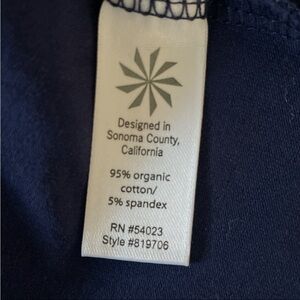 Designed in
Sonoma County,
California
95% organic
cotton/
5% spandex
RN #54023
Style #819706